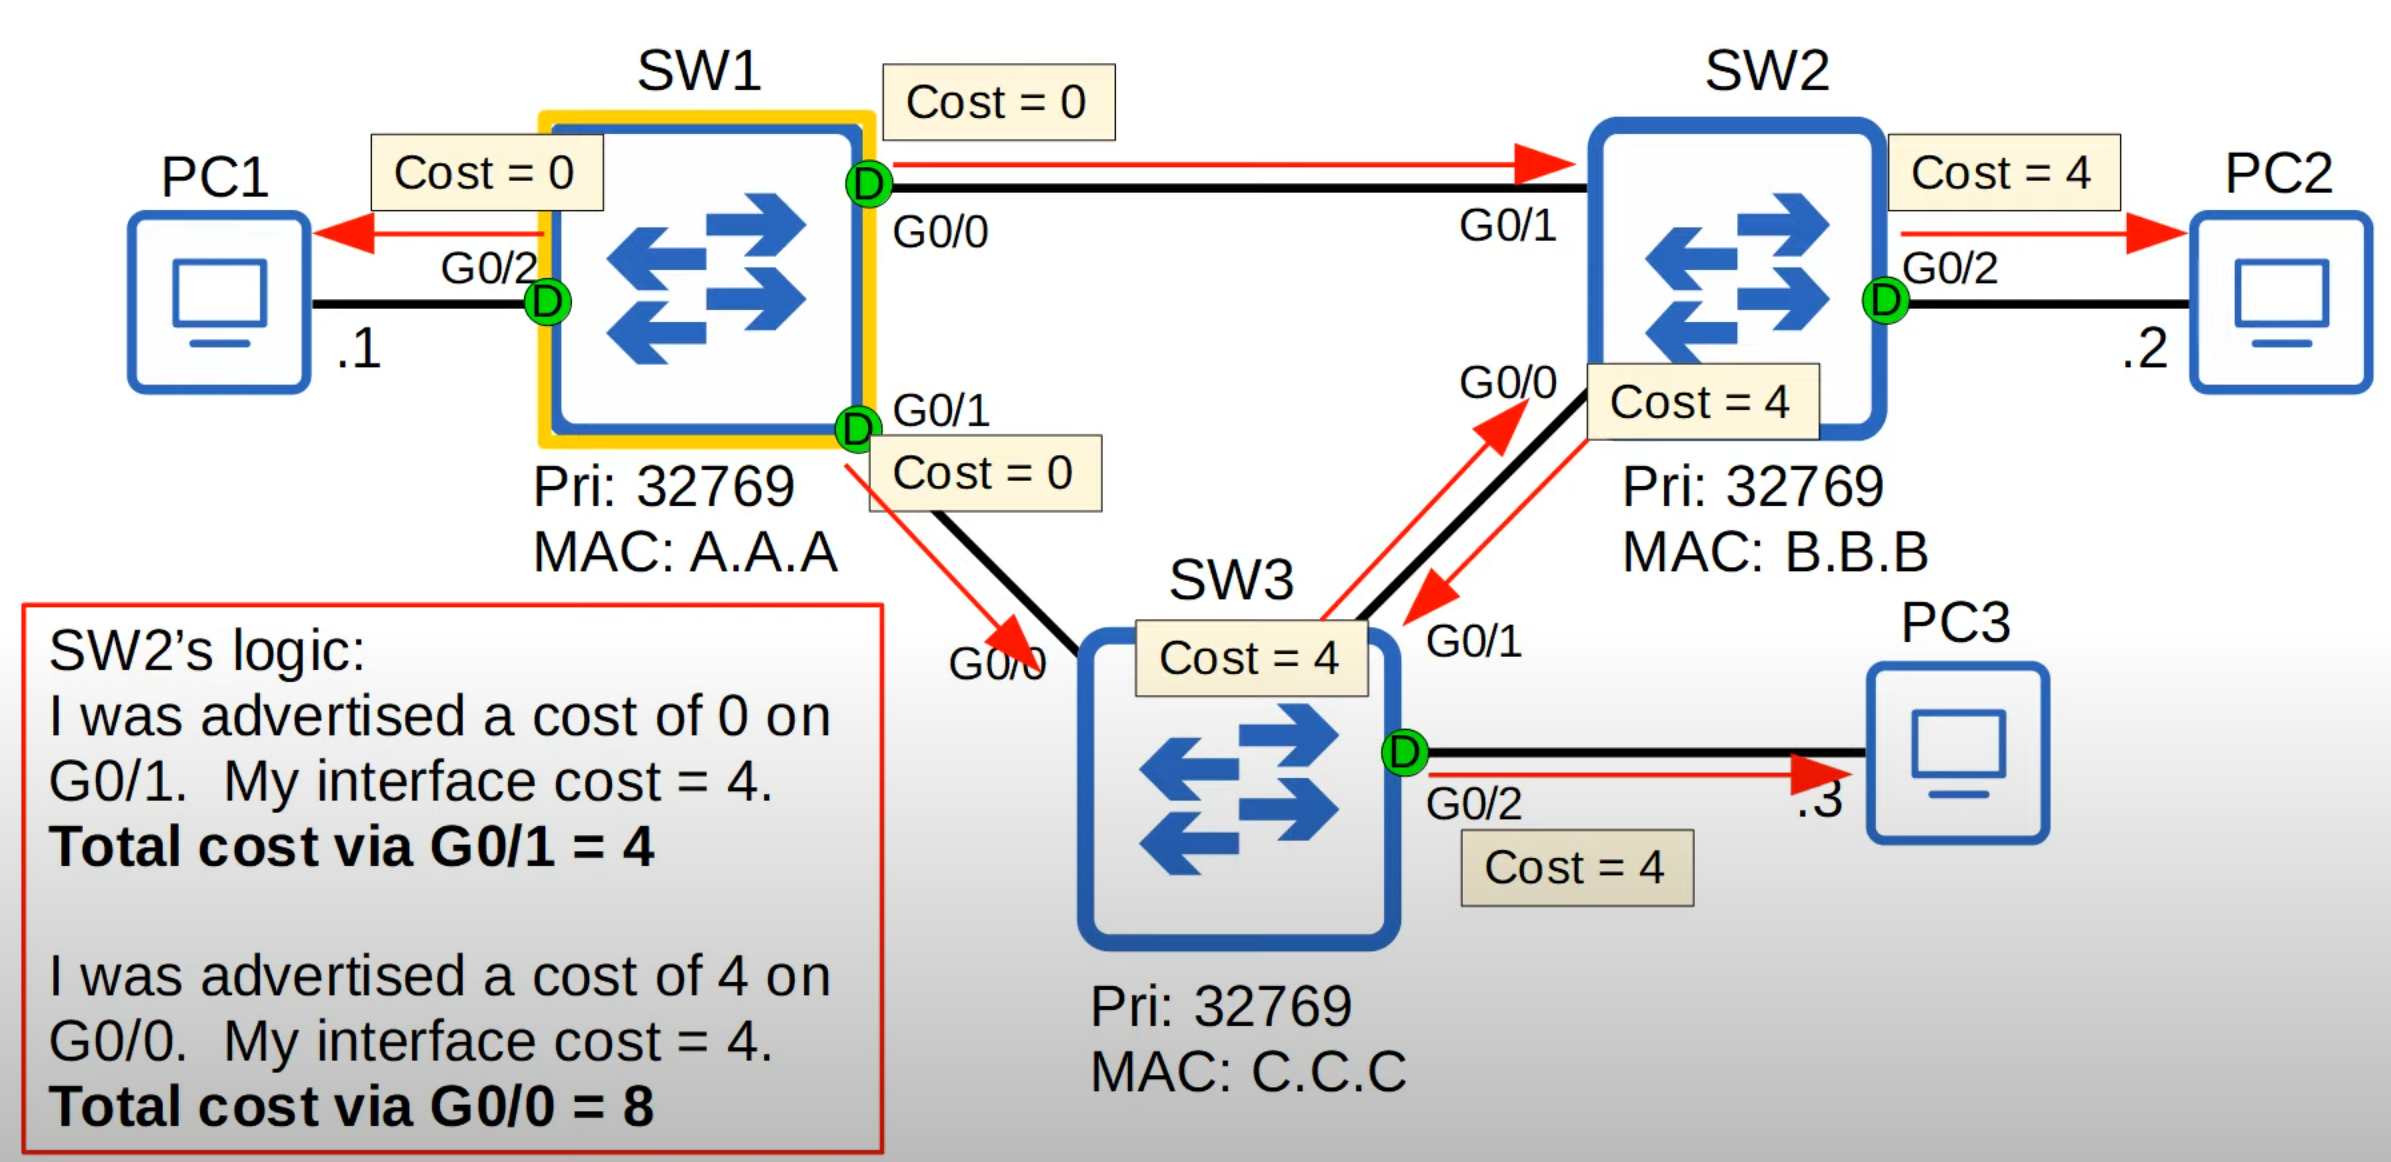 SW1
SW2
Cost = 0
Cost = 0
Cost = 4
PC1
PC2
D
G0/0
G0/1
G0/2
D
G0/2
D
.1
.2
G0/0
Cost = 4
G0/1
D
Cost = 0
Pri: 32769
MAC: A.A.A
Pri: 32769
MAC: B.B.B
SW3
PC3
G0/0
Cost = 4
G0/1
D
G0/2
.3
Cost = 4
Pri: 32769
MAC: C.C.C
SW2’s logic:
I was advertised a cost of 0 on
G0/1. My interface cost = 4.
Total cost via G0/1 = 4
I was advertised a cost of 4 on
G0/0. My interface cost = 4.
Total cost via G0/0 = 8